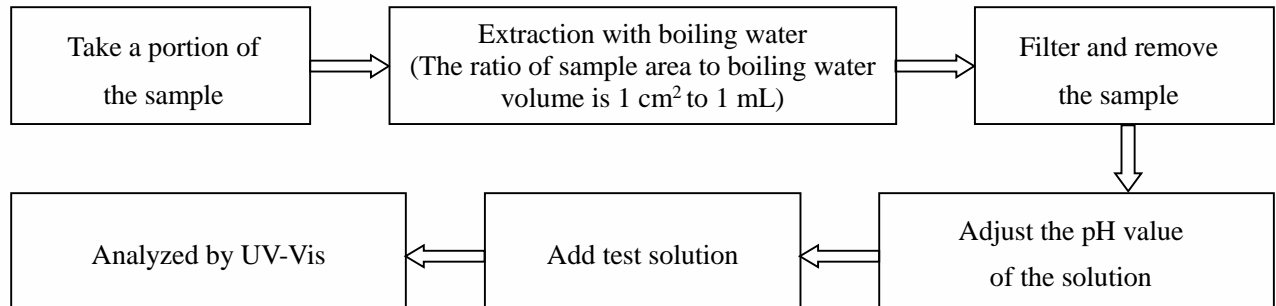 Take a portion of
the sample
Extraction with boiling water
(The ratio of sample area to boiling water
volume is 1 cm² to 1 mL)
Filter and remove
the sample
Adjust the pH value
of the solution
Add test solution
Analyzed by UV-Vis